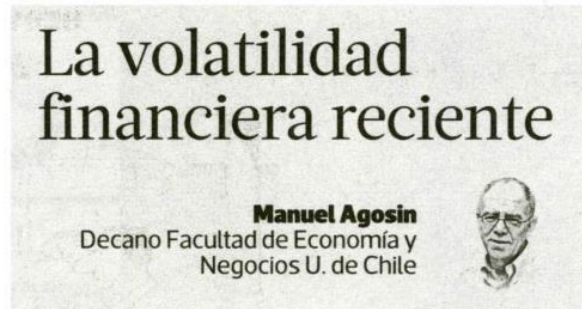 La volatilidad
financiera reciente
Manuel Agosin
Decano Facultad de Economía y
Negocios U. de Chile